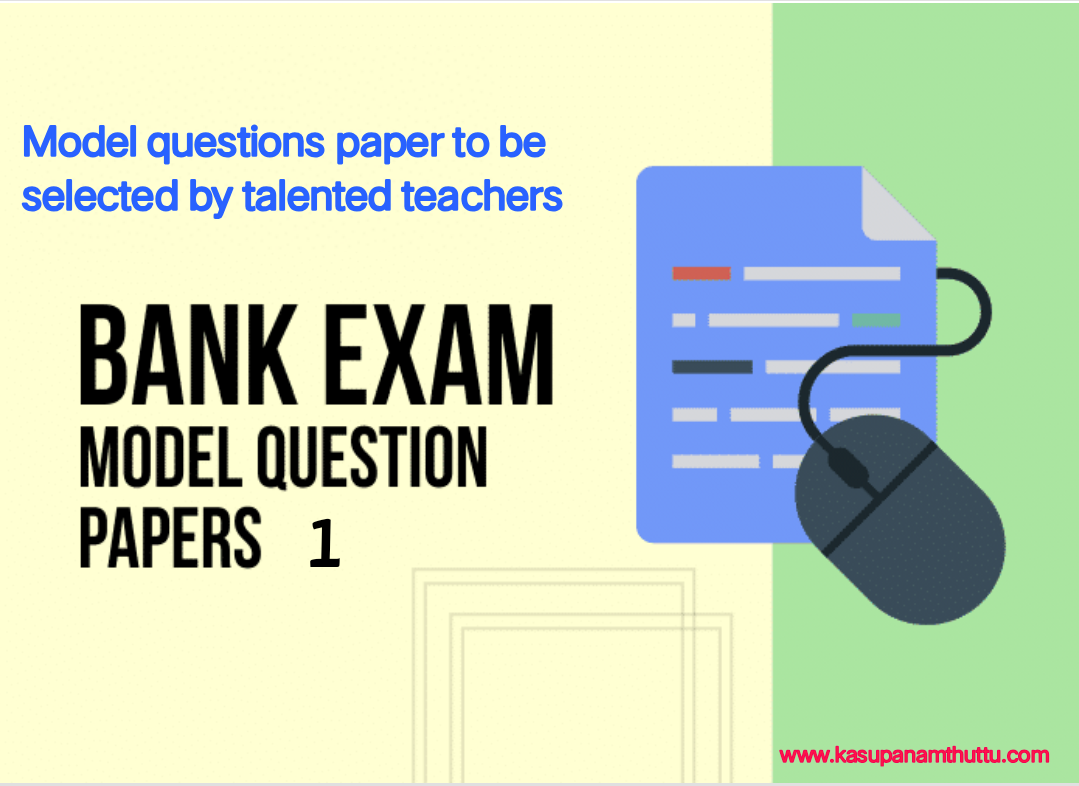 Model questions paper to be
selected by talented teachers
BANK EXAM
MODEL QUESTION
PAPERS 1
www.kasupanamthuttu.com